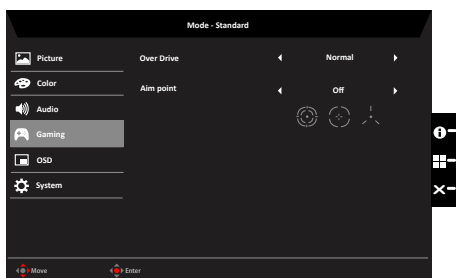 Mode - Standard
Picture
Over Drive
Normal
Color
Aim point
Off
Audio
Gaming
OSD
System
Move
Enter